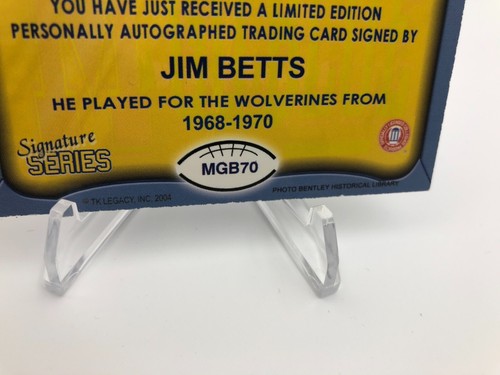 YOU HAVE JUST RECEIVED A LIMITED EDITION
PERSONALLY AUTOGRAPHED TRADING CARD SIGNED BY
JIM BETTS
HE PLAYED FOR THE WOLVERINES FROM
1968-1970
Signature
SERIES
MGB70
© TK LEGACY, INC. 2004
PHOTO BENTLEY HISTORICAL LIBRARY